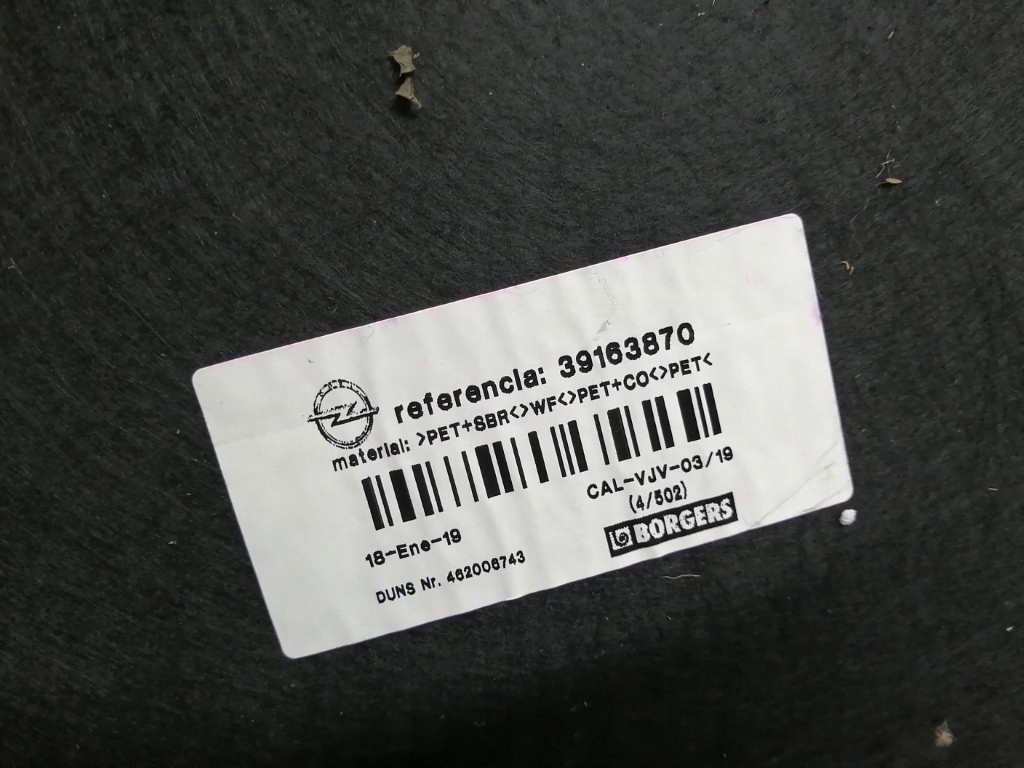 referencia: 39163870
material: >PET+SBR<>WF<>PET+CO<>PET<
CAL-VJV-03/19
(4/502)
18-Ene-19
BORGERS
DUNS Nr. 462006743